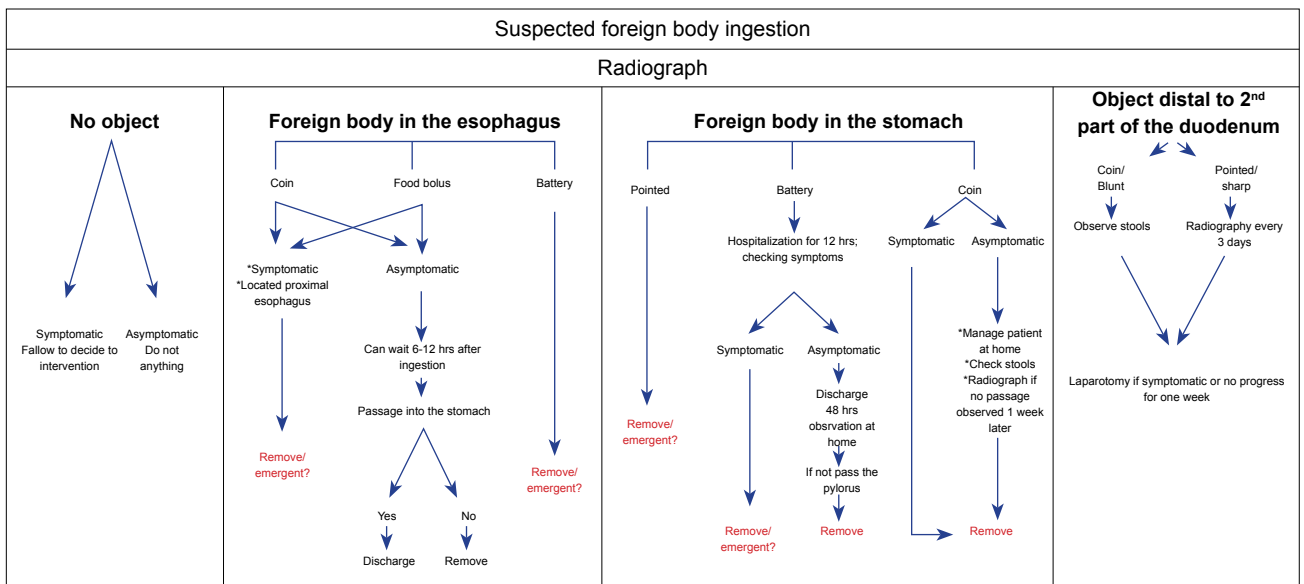 Suspected foreign body ingestion
Radiograph
No object
Symptomatic
Fallow to decide to
intervention
Asymptomatic
Do not
anything
Foreign body in the esophagus
Coin
Food bolus
Battery
*Symptomatic
*Located proximal
esophagus
Asymptomatic
Can wait 6-12 hrs after
ingestion
Passage into the stomach
Remove/
emergent?
Remove/
emergent?
Yes
No
Discharge
Remove
Foreign body in the stomach
Pointed
Battery
Coin
Hospitalization for 12 hrs;
checking symptoms
Symptomatic
Asymptomatic
Symptomatic
Asymptomatic
Discharge
48 hrs
obsrvation at
home
If not pass the
pylorus
*Manage patient
at home
*Check stools
*Radiograph if
no passage
observed 1 week
later
Remove/
emergent?
Remove/
emergent?
Remove
Remove
Object distal to 2nd
part of the duodenum
Coin/
Blunt
Pointed/
sharp
Observe stools
Radiography every
3 days
Laparotomy if symptomatic or no progress
for one week